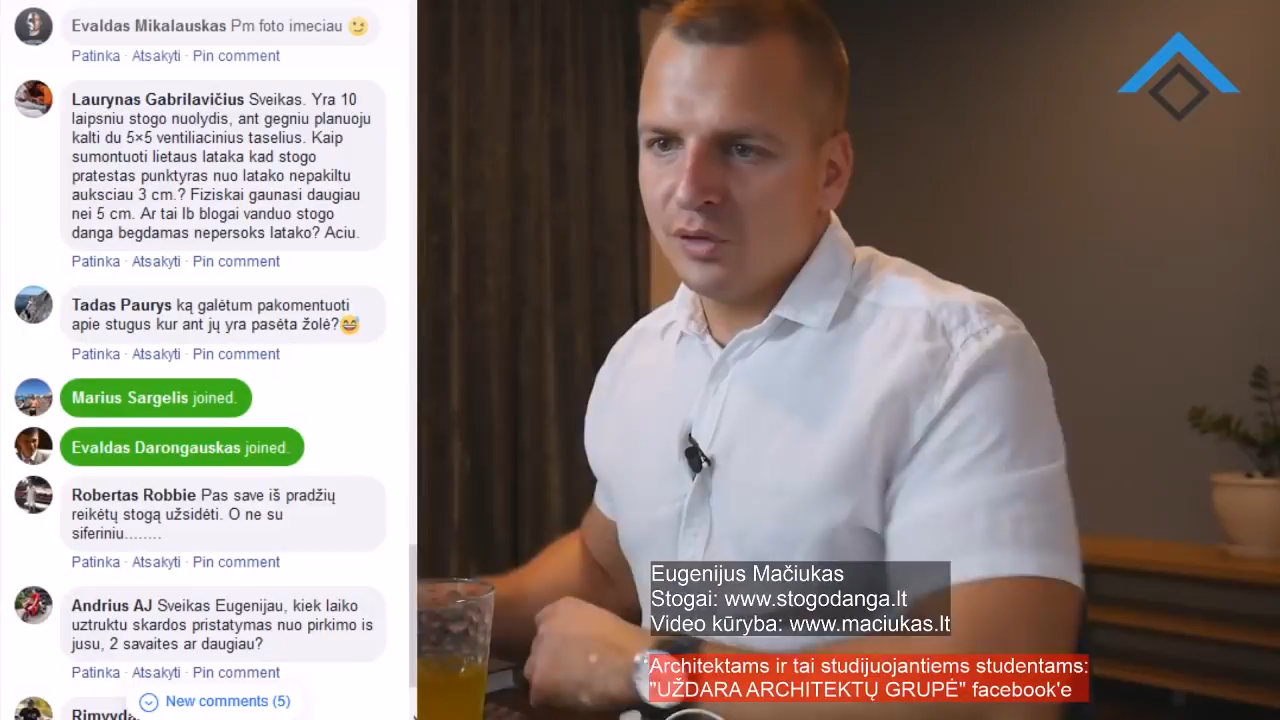 Evaldas Mikalauskas Pm foto imeciau
Patinka · Atsakyti · Pin comment
Laurynas Gabrilavičius Sveikas. Yra 10
laipsniu stogo nuolydis, ant gegniu planuoju
kalti du 5×5 ventiliacinius taselius. Kaip
sumontuoti lietaus lataka kad stogo
pratestas punktyras nuo latako nepakiltu
auksciau 3 cm.? Fiziskai gaunasi daugiau
nei 5 cm. Ar tai lb blogai vanduo stogo
danga begdamas nepersoks latako? Aciu.
Patinka · Atsakyti · Pin comment
Tadas Paurys ką galėtum pakomentuoti
apie stugus kur ant jų yra pasėta žolė?
Patinka · Atsakyti · Pin comment
Marius Sargelis joined.
Evaldas Darongauskas joined.
Robertas Robbie Pas save iš pradžių
reikėtų stogą užsidėti. O ne su
siferiniu........
Patinka · Atsakyti · Pin comment
Andrius AJ Sveikas Eugenijau, kiek laiko
uztruktu skardos pristatymas nuo pirkimo is
jusu, 2 savaites ar daugiau?
Patinka · Atsakyti · Pin comment
New comments (5)
Eugenijus Mačiukas
Stogai: www.stogodanga.lt
Video kūryba: www.maciukas.lt
Architektams ir tai studijuojantiems studentams:
"UŽDARA ARCHITEKTŲ GRUPĖ" facebook'e